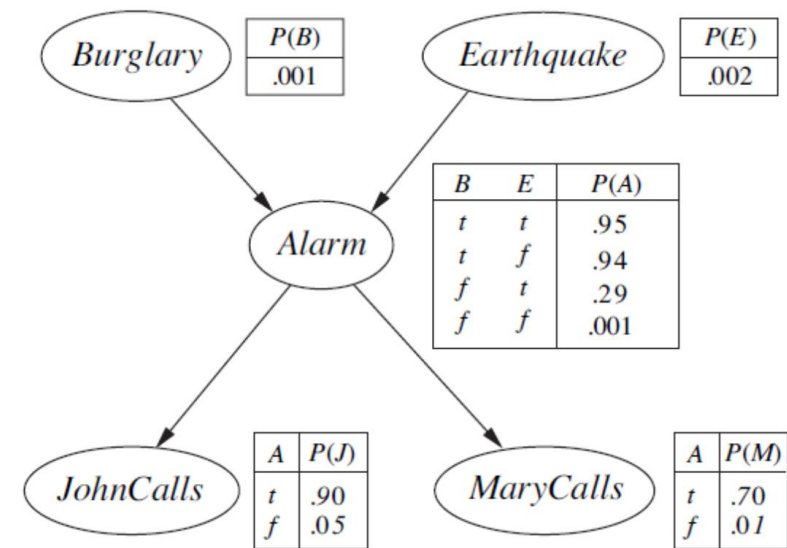 Burglary
P(B)
.001
Earthquake
P(E)
.002
Alarm
B E P(A)
t t .95
t f .94
f t .29
f f .001
JohnCalls
A P(J)
t .90
f .05
MaryCalls
A P(M)
t .70
f .01